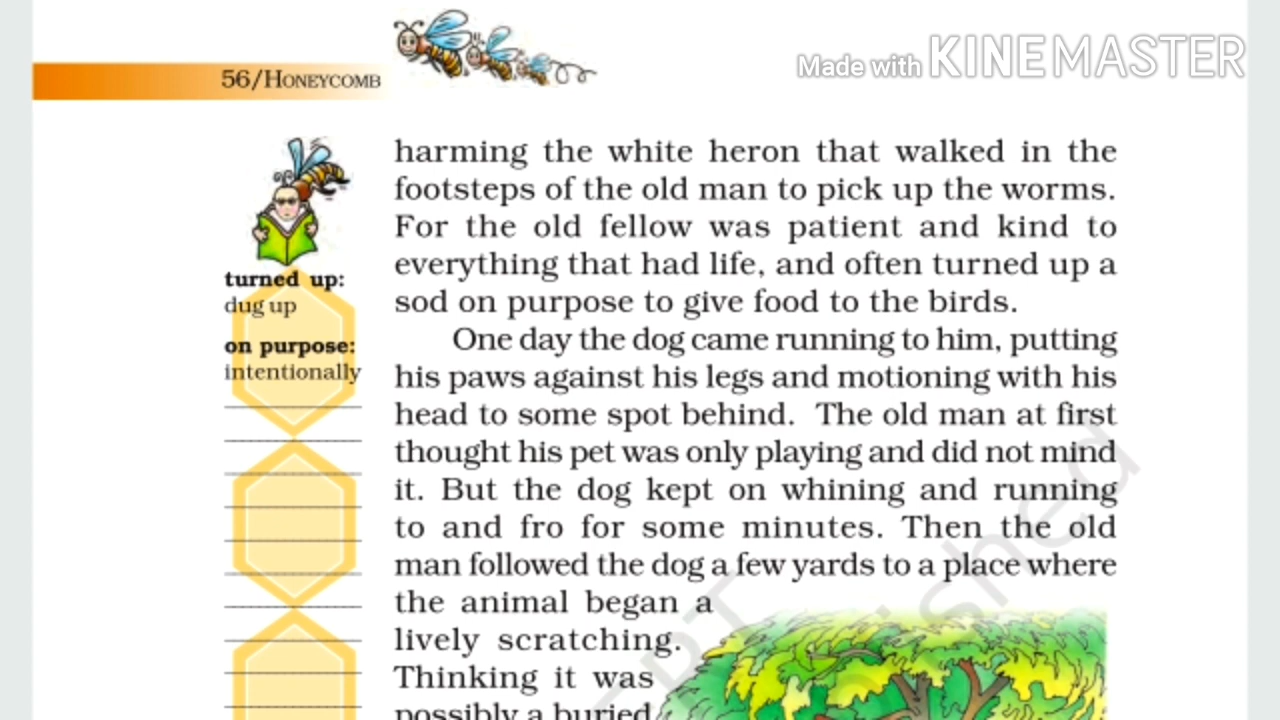 Made with KINEMASTER
56/HONEYCOMB
turned up:
dug up
on purpose:
intentionally
harming the white heron that walked in the
footsteps of the old man to pick up the worms.
For the old fellow was patient and kind to
everything that had life, and often turned up a
sod on purpose to give food to the birds.
One day the dog came running to him, putting
his paws against his legs and motioning with his
head to some spot behind. The old man at first
thought his pet was only playing and did not mind
it. But the dog kept on whining and running
to and fro for some minutes. Then the old
man followed the dog a few yards to a place where
the animal began a
lively scratching.
Thinking it was
possibly a buried